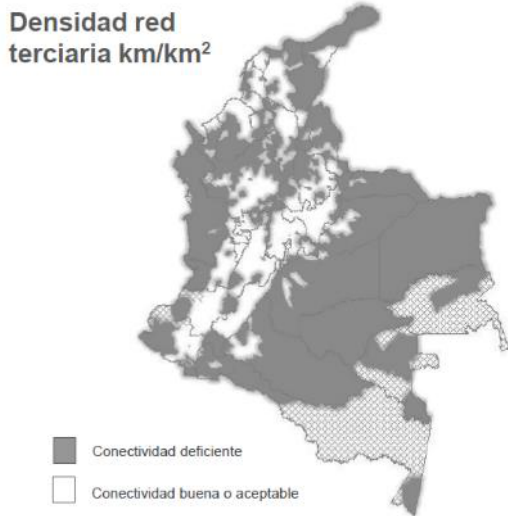 Densidad red
terciaria km/km²
Conectividad deficiente
Conectividad buena o aceptable